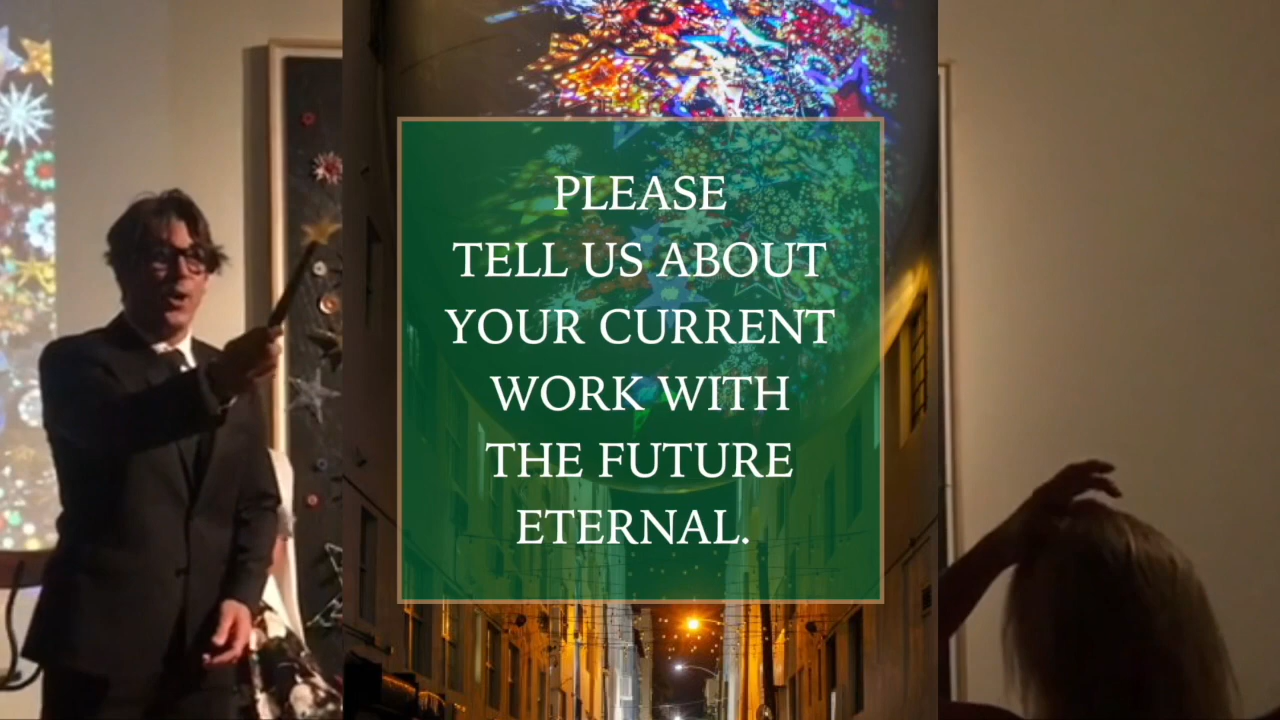 PLEASE
TELL US ABOUT
YOUR CURRENT
WORK WITH
THE FUTURE
ETERNAL.